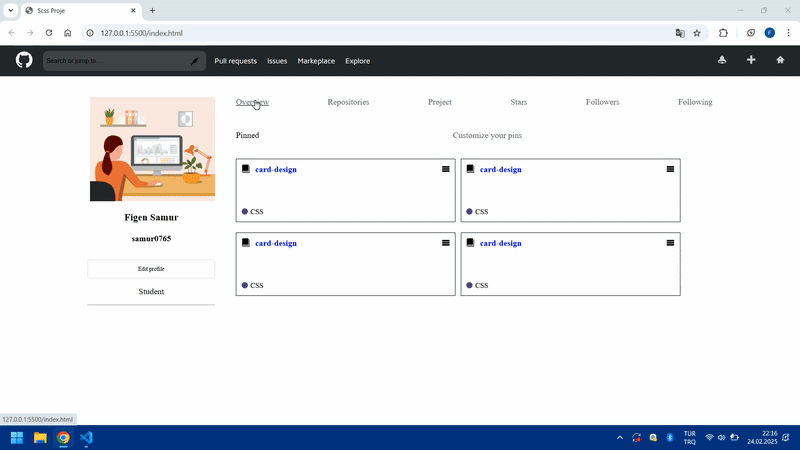 Scss Proje
127.0.0.1:5500/index.html
F
Search or jump to...
Pull requests Issues Markeplace Explore
Overview Repositories Project Stars Followers Following
Pinned Customize your pins
card-design card-design
CSS CSS
card-design card-design
CSS CSS
Figen Samur
samur0765
Edit profile
Student
127.0.0.1:5500/index.html
TUR 22:16
TRQ 24.02.2025